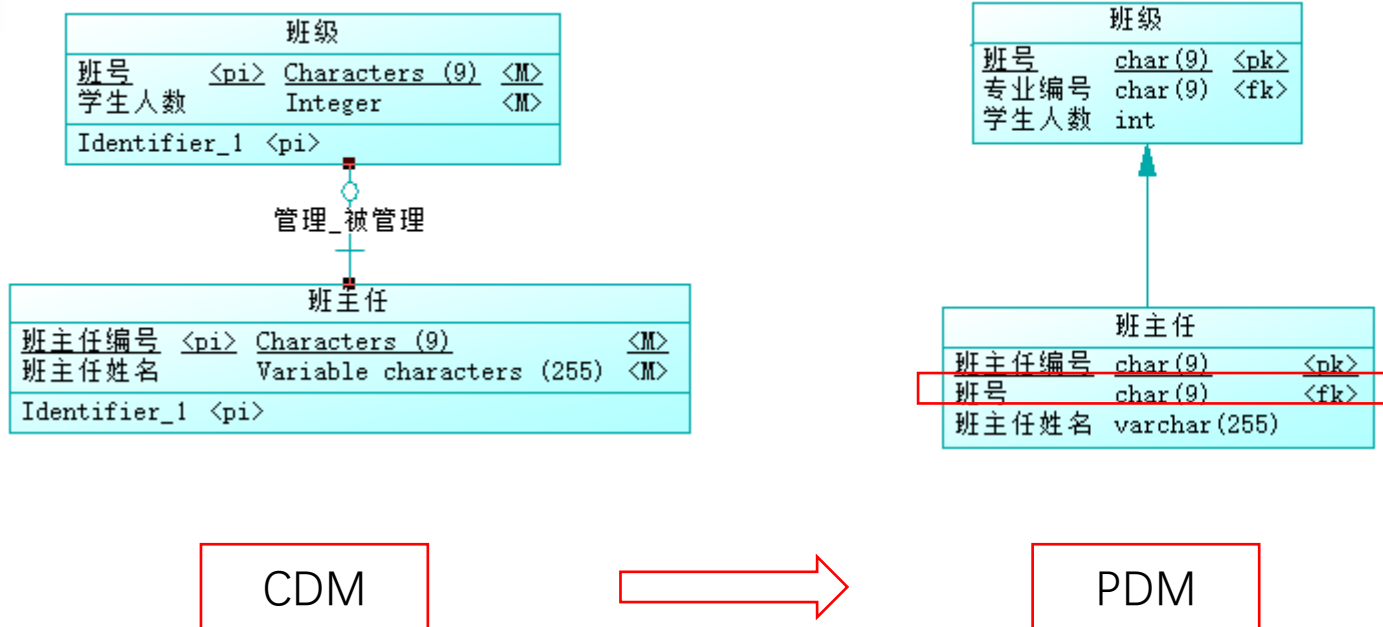 班级
班号 <pi> Characters (9) <M>
学生人数 Integer <M>
Identifier_1 <pi>
管理_被管理
班主任
班主任编号 <pi> Characters (9) <M>
班主任姓名 Variable characters (255) <M>
Identifier_1 <pi>
班级
班号 char(9) <pk>
专业编号 char(9) <fk>
学生人数 int
班主任
班主任编号 char(9) <pk>
班号 char(9) <fk>
班主任姓名 varchar(255)
CDM
PDM